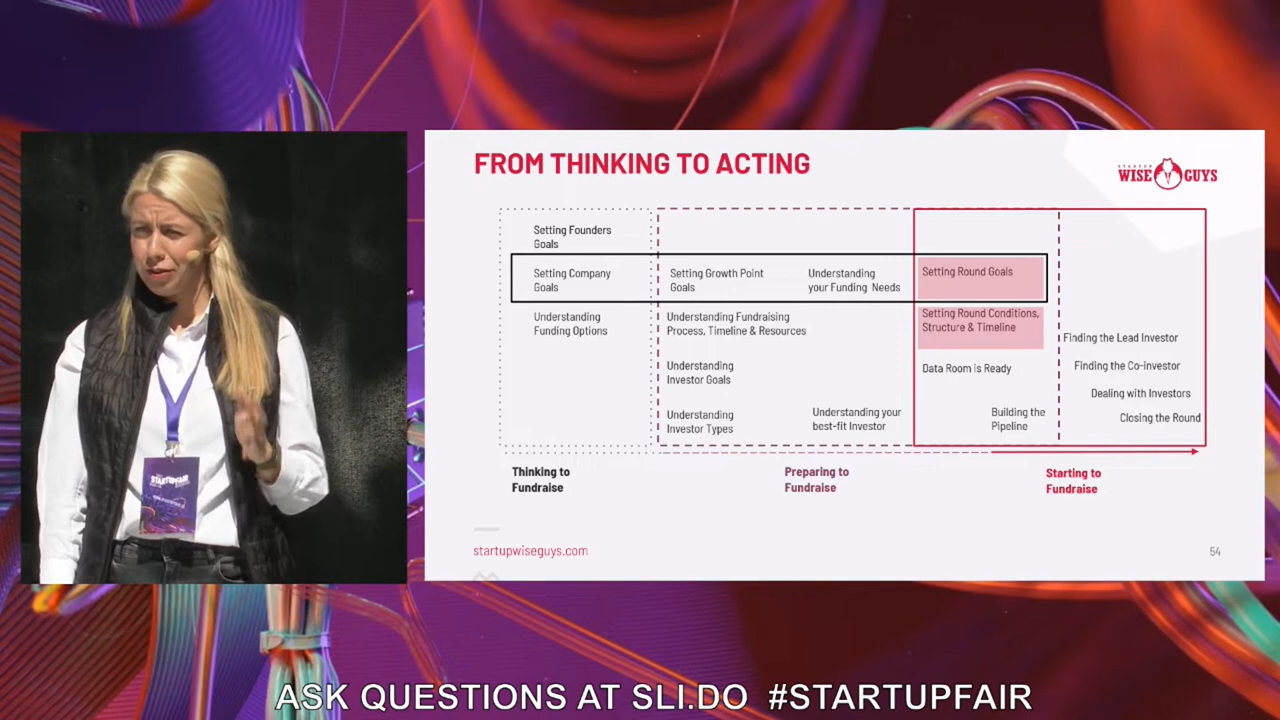 FROM THINKING TO ACTING
STARTUP
WISE GUYS
Setting Founders
Goals
Setting Company
Goals
Setting Growth Point
Goals
Understanding
your Funding Needs
Setting Round Goals
Understanding
Funding Options
Understanding Fundraising
Process, Timeline & Resources
Setting Round Conditions,
Structure & Timeline
Finding the Lead Investor
Understanding
Investor Goals
Data Room is Ready
Finding the Co-investor
Dealing with Investors
Understanding
Investor Types
Understanding your
best-fit Investor
Building the
Pipeline
Closing the Round
Thinking to
Fundraise
Preparing to
Fundraise
Starting to
Fundraise
startupwiseguys.com
54
STARTUP FAIR
ASK QUESTIONS AT SLI.DO #STARTUPFAIR